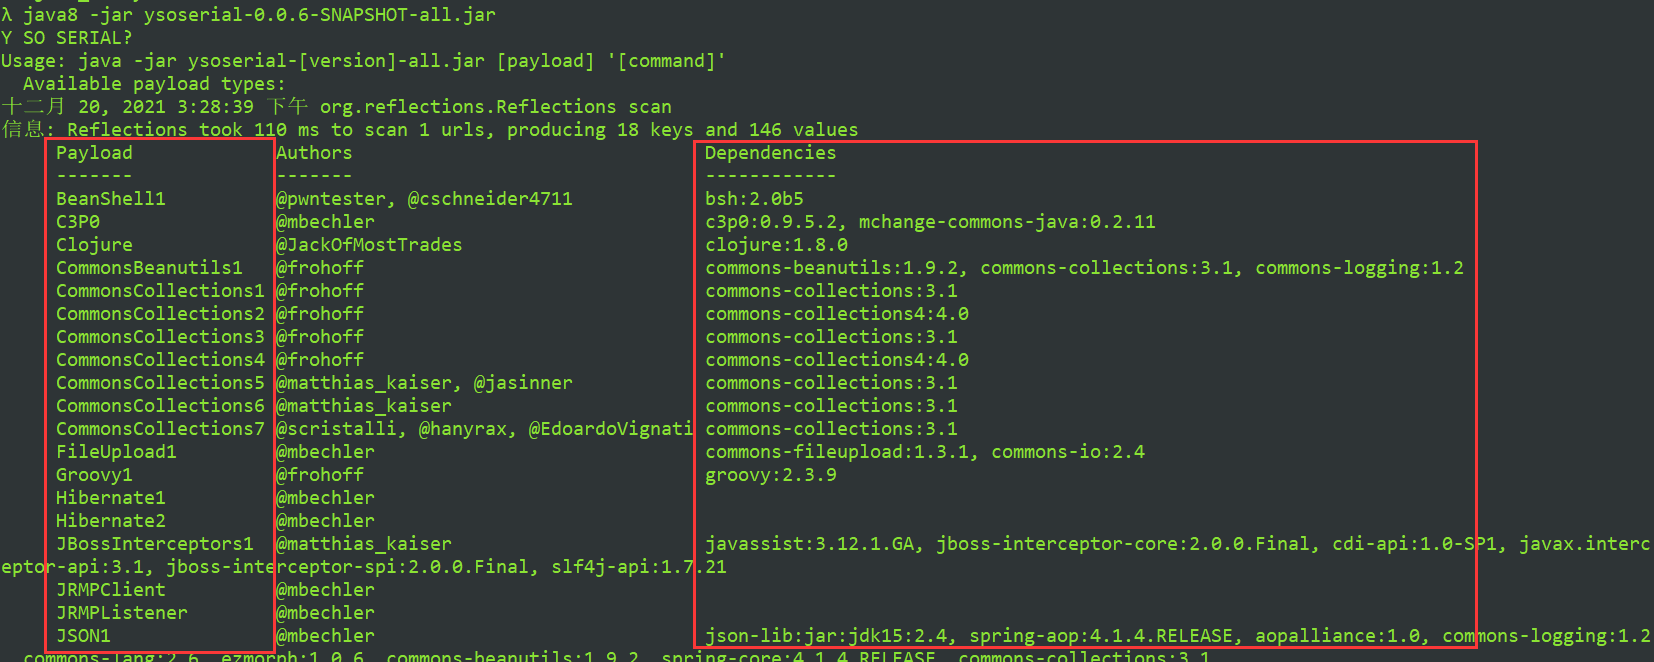 λ java8 -jar ysoserial-0.0.6-SNAPSHOT-all.jar
Y SO SERIAL?
Usage: java -jar ysoserial-[version]-all.jar [payload] '[command]'
  Available payload types:
十二月 20, 2021 3:28:39 下午 org.reflections.Reflections scan
信息: Reflections took 110 ms to scan 1 urls, producing 18 keys and 146 values
     Payload             Authors                                Dependencies
     -------             -------                                ------------
     BeanShell1          @pwntester, @cschneider4711            bsh:2.0b5
     C3P0                @mbechler                              c3p0:0.9.5.2, mchange-commons-java:0.2.11
     Clojure             @JackOfMostTrades                      clojure:1.8.0
     CommonsBeanutils1   @frohoff                               commons-beanutils:1.9.2, commons-collections:3.1, commons-logging:1.2
     CommonsCollections1 @frohoff                               commons-collections:3.1
     CommonsCollections2 @frohoff                               commons-collections4:4.0
     CommonsCollections3 @frohoff                               commons-collections:3.1
     CommonsCollections4 @frohoff                               commons-collections4:4.0
     CommonsCollections5 @matthias_kaiser, @jasinner            commons-collections:3.1
     CommonsCollections6 @matthias_kaiser                       commons-collections:3.1
     CommonsCollections7 @scristalli, @hanyrax, @EdoardoVignati commons-collections:3.1
     FileUpload1         @mbechler                              commons-fileupload:1.3.1, commons-io:2.4
     Groovy1             @frohoff                               groovy:2.3.9
     Hibernate1          @mbechler
     Hibernate2          @mbechler
     JBossInterceptors1  @matthias_kaiser                       javassist:3.12.1.GA, jboss-interceptor-core:2.0.0.Final, cdi-api:1.0-SP1, javax.interc
eptor-api:3.1, jboss-interceptor-spi:2.0.0.Final, slf4j-api:1.7.21
     JRMPClient          @mbechler
     JRMPListener        @mbechler
     JSON1               @mbechler                              json-lib:jar:jdk15:2.4, spring-aop:4.1.4.RELEASE, aopalliance:1.0, commons-logging:1.2
  commons-lang:2.6, ezmorph:1.0.6, commons-beanutils:1.9.2, spring-core:4.1.4.RELEASE, commons-collections:3.1